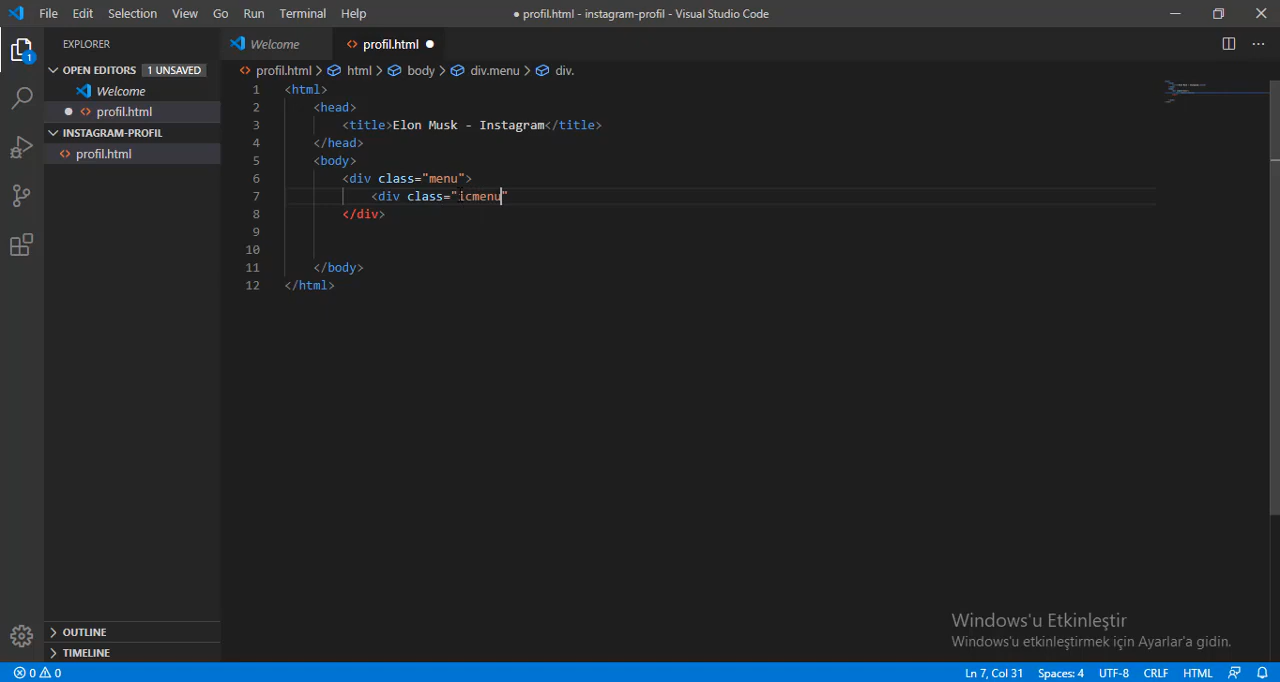 File Edit Selection View Go Run Terminal Help
● profil.html - instagram-profil - Visual Studio Code
EXPLORER
Welcome
profil.html
OPEN EDITORS 1 UNSAVED
Welcome
profil.html
INSTAGRAM-PROFIL
profil.html
1
profil.html > html > body > div.menu > div.
1 <html>
2 <head>
3 <title>Elon Musk - Instagram</title>
4 </head>
5 <body>
6 <div class="menu">
7 <div class="icmenu"
8 </div>
9
10
11 </body>
12 </html>
OUTLINE
TIMELINE
Windows'u Etkinleştir
Windows'u etkinleştirmek için Ayarlar'a gidin.
0 0
Ln 7, Col 31 Spaces: 4 UTF-8 CRLF HTML